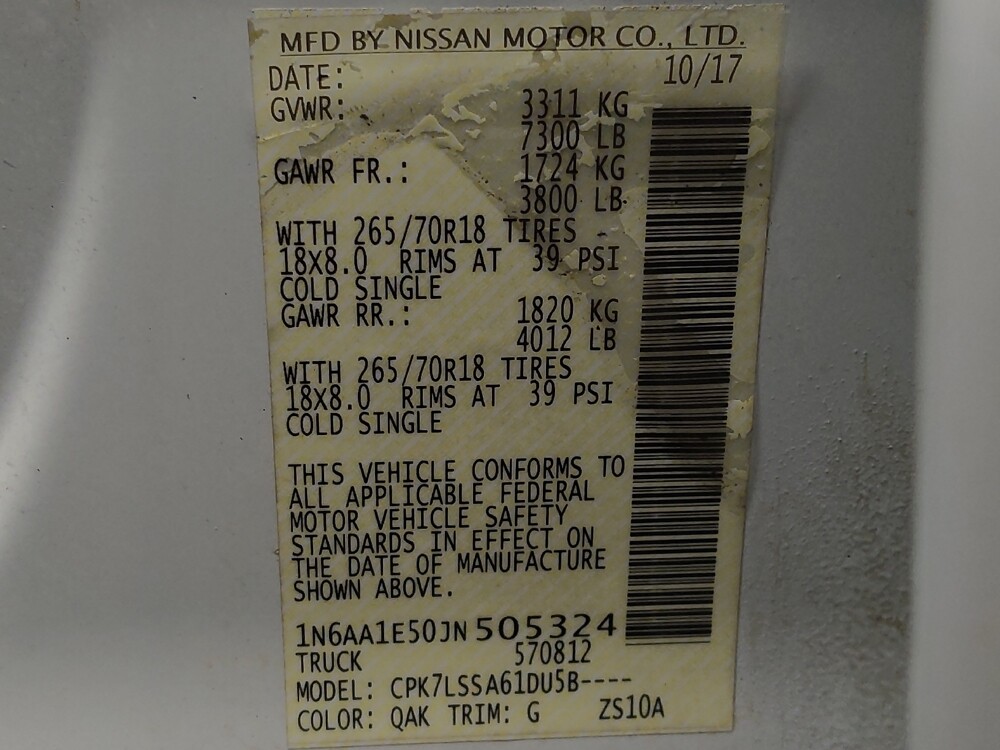 MFD BY NISSAN MOTOR CO., LTD.
DATE: 10/17
GVWR: 3311 KG
7300 LB
GAWR FR.: 1724 KG
3800 LB
WITH 265/70R18 TIRES
18X8.0 RIMS AT 39 PSI
COLD SINGLE
GAWR RR.: 1820 KG
4012 LB
WITH 265/70R18 TIRES
18X8.0 RIMS AT 39 PSI
COLD SINGLE
THIS VEHICLE CONFORMS TO
ALL APPLICABLE FEDERAL
MOTOR VEHICLE SAFETY
STANDARDS IN EFFECT ON
THE DATE OF MANUFACTURE
SHOWN ABOVE.
1N6AA1E50JN505324
TRUCK 570812
MODEL: CPK7LSSA61DU5B----
COLOR: QAK TRIM: G ZS10A